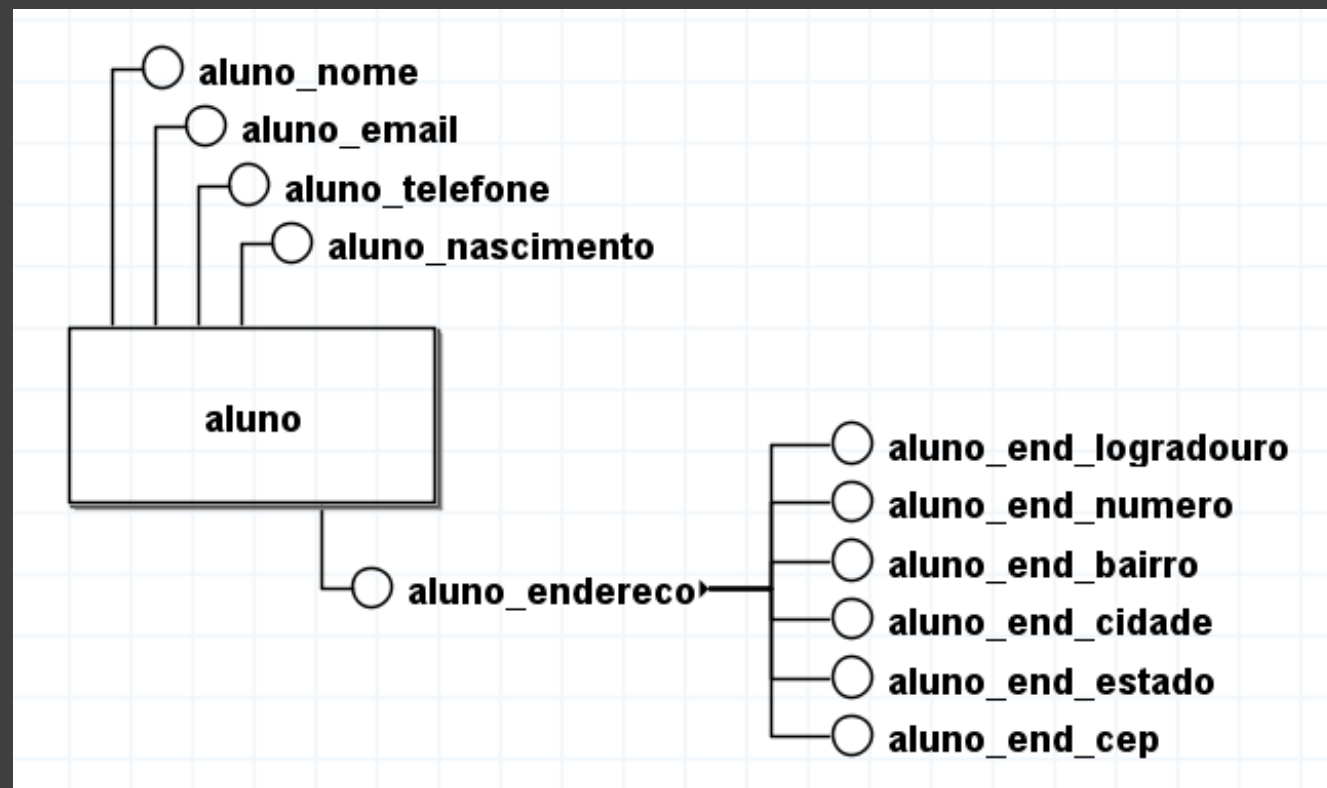 aluno_nome
aluno_email
aluno_telefone
aluno_nascimento
aluno
aluno_endereco
aluno_end_logradouro
aluno_end_numero
aluno_end_bairro
aluno_end_cidade
aluno_end_estado
aluno_end_cep